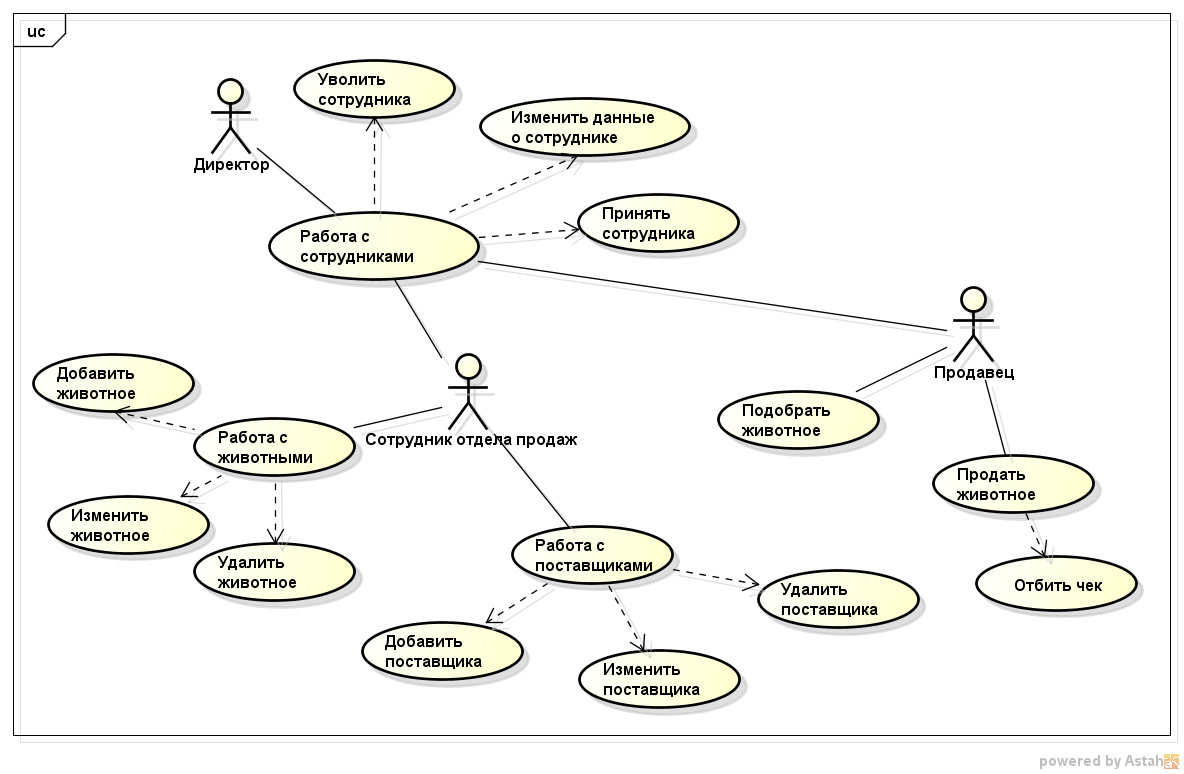 uc
Уволить
сотрудника
Изменить данные
о сотруднике
Директор
Принять
сотрудника
Работа с
сотрудниками
Продавец
Добавить
животное
Подобрать
животное
Работа с
животными
Сотрудник отдела продаж
Продать
животное
Изменить
животное
Удалить
животное
Работа с
поставщиками
Отбить чек
Удалить
поставщика
Добавить
поставщика
Изменить
поставщика
powered by Astah